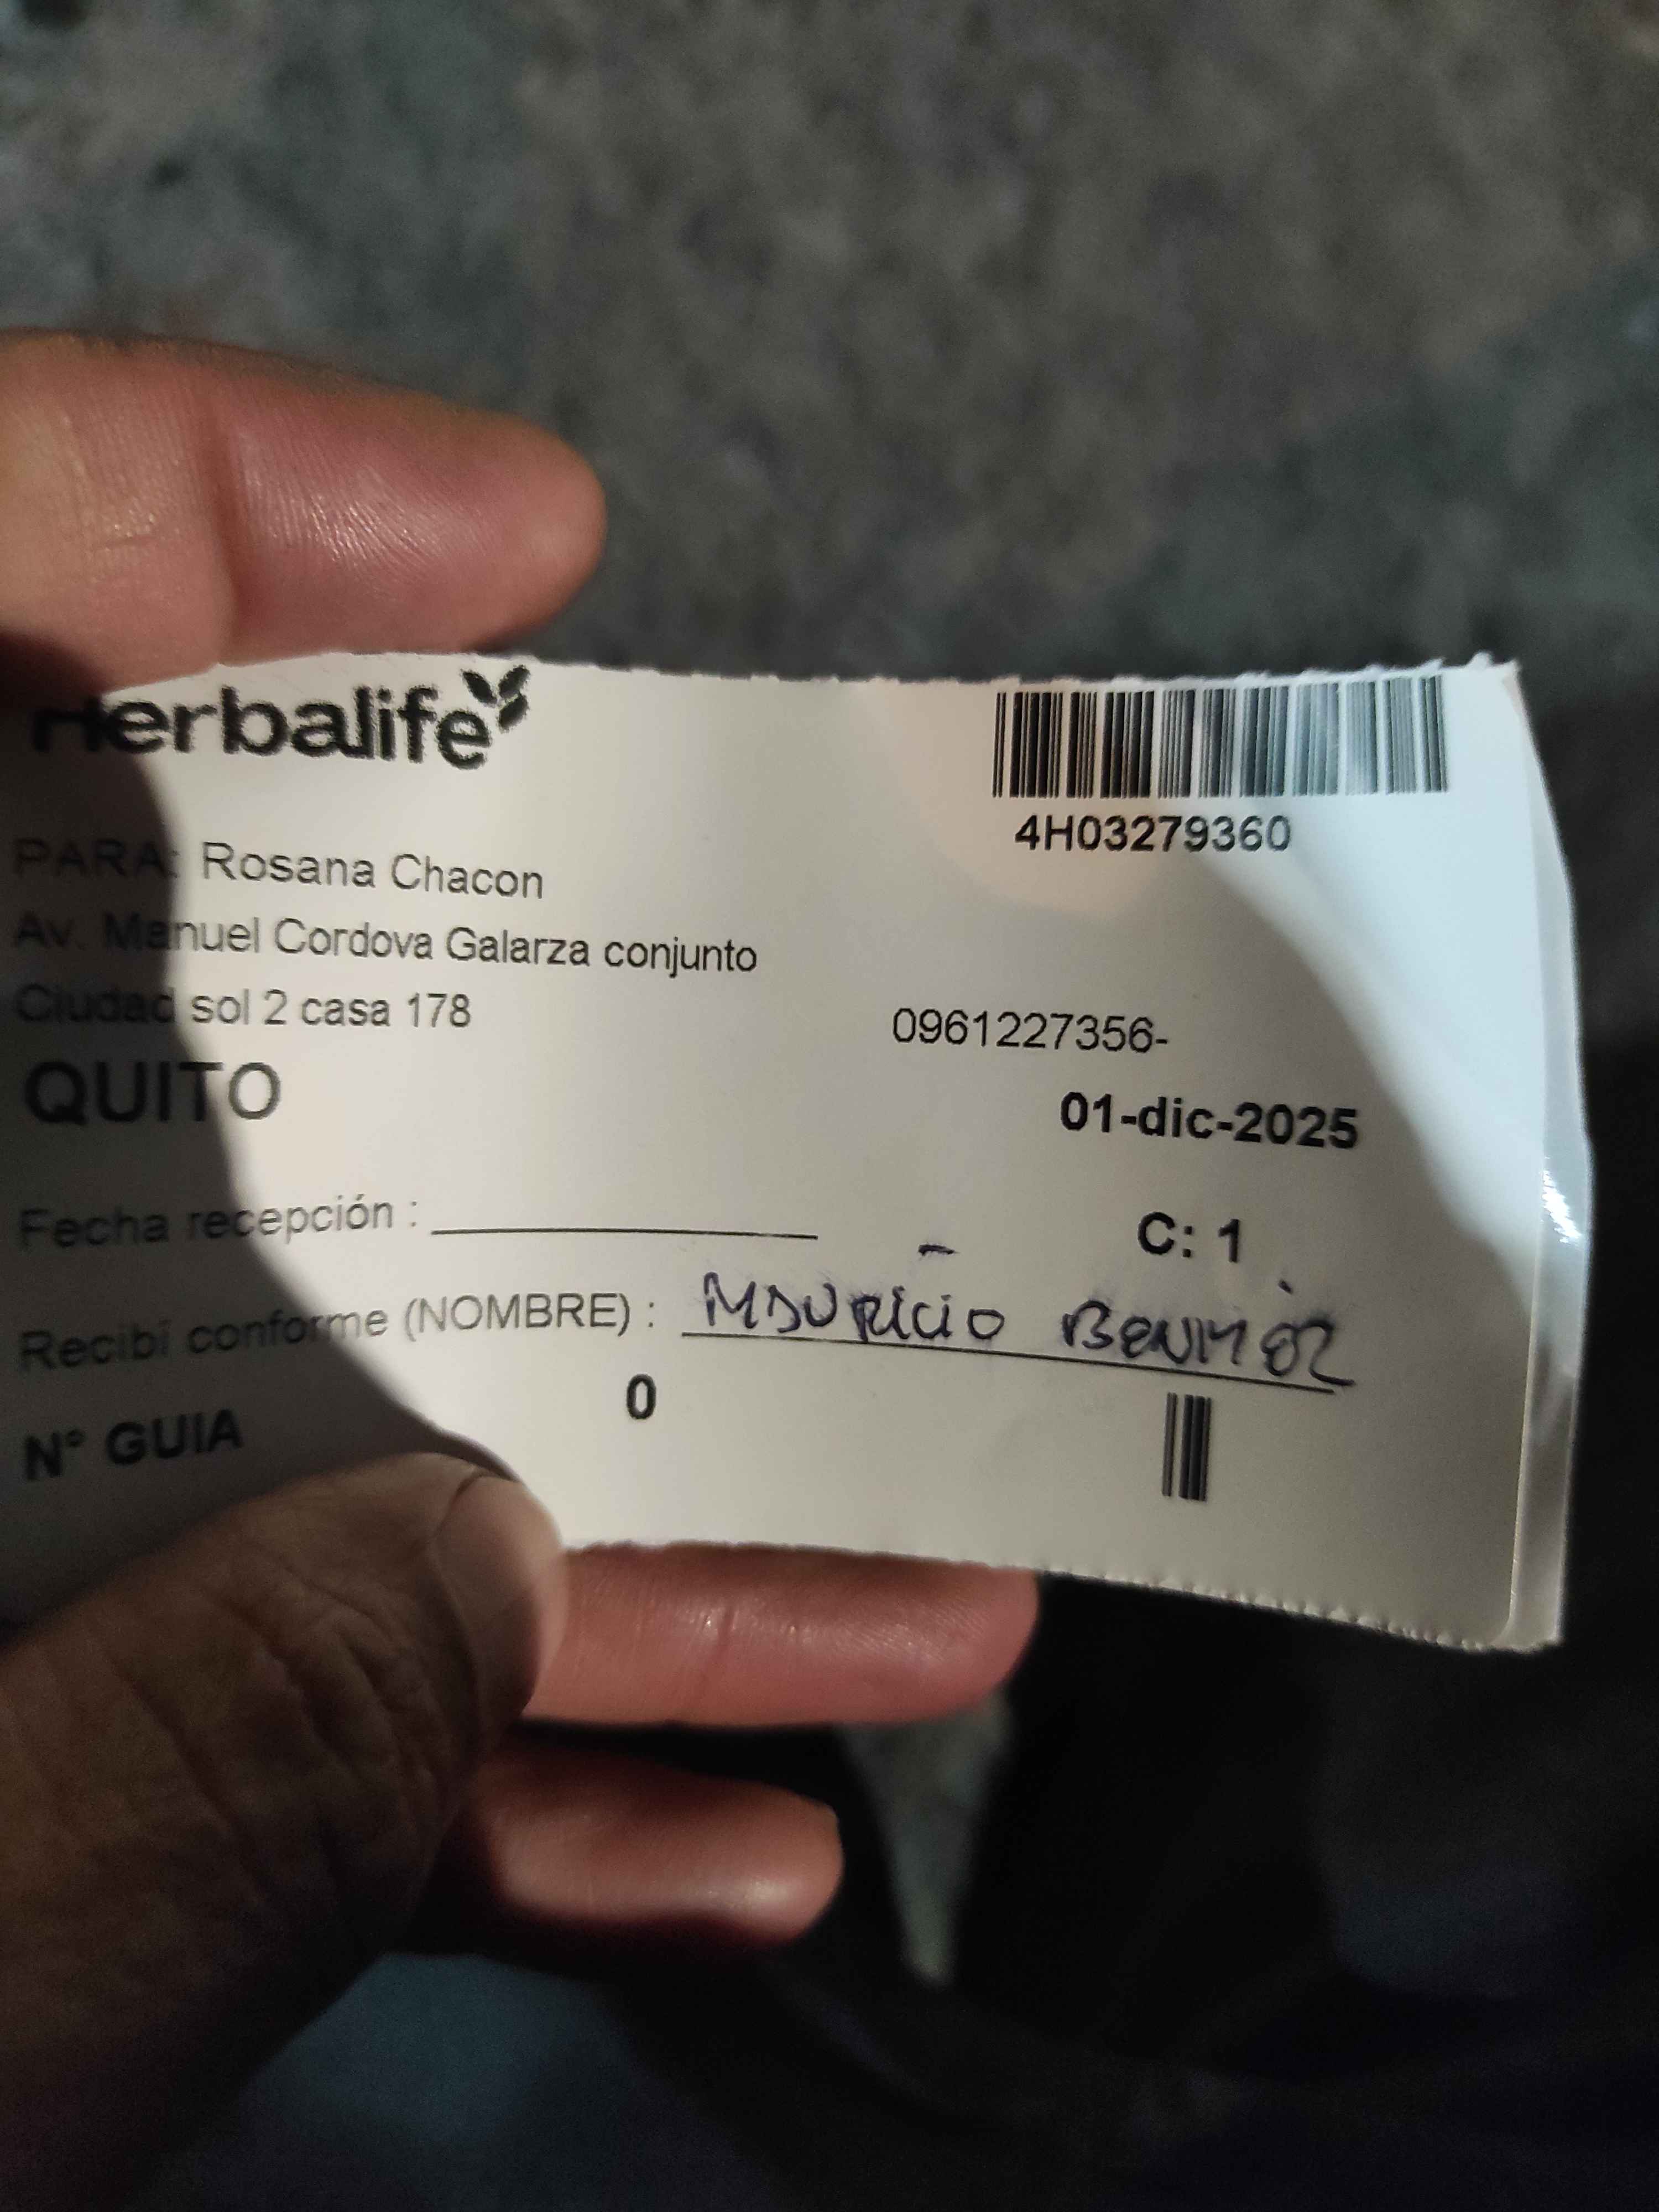 Herbalife
4H03279360
PARA: Rosana Chacon
Av. Manuel Cordova Galarza conjunto
Ciudad sol 2 casa 178
0961227356-
QUITO
01-dic-2025
Fecha recepción :
C: 1
Recibí conforme (NOMBRE) : MAURICIO
0
N° GUIA